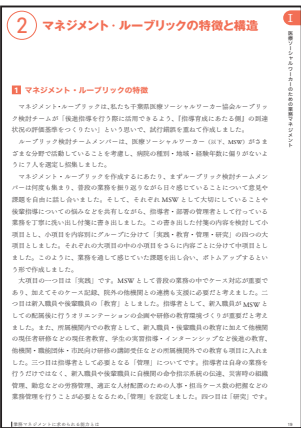 ② マネジメント・ルーブリックの特徴と構造
I
医療ソーシャルワーカーのための業務マネジメント
1 マネジメント・ルーブリックの特徴
マネジメント・ルーブリックは、私たち千葉県医療ソーシャルワーカー協会ルーブリッ
ク検討チームが「後進指導を行う際に活用できるよう、『指導育成にあたる側』の到達
状況の評価基準をつくりたい」という思いで、試行錯誤を重ねて作成しました。
ルーブリック検討チームメンバーは、医療ソーシャルワーカー（以下、MSW）がさま
ざまな分野で活動していることを考慮し、病院の種別・地域・経験年数に偏りがないよ
うに7人を選定し招集しました。
マネジメント・ルーブリックを作成するにあたり、まずルーブリック検討チームメン
バーは何度も集まり、普段の業務を振り返りながら日々感じていることについて意見や
課題を自由に話し合いました。そして、それぞれMSWとして大切にしていることや
後輩指導についての悩みなどを共有しながら、指導者・部署の管理者として行っている
業務を丁寧に洗い出し付箋に書きました。この書き出した付箋の内容を検討して小
項目とし、小項目を内容別にグループに分けて「実践・教育・管理・研究」の四つの大
項目としました。それぞれの大項目の中の小項目をさらに内容ごとに分けて中項目とし
ました。このように、業務を通して感じていた課題を出し合い、ボトムアップするとい
う形で作成しました。
大項目の一つ目は「実践」です。MSWとして普段の業務の中でケース対応が重要で
あり、加えてそのケース記録、院外の他機関との連携も支援に必要だと考えました。二
つ目は新入職員や後輩職員の「教育」としました。指導者として、新入職員がMSWと
しての配属後に行うオリエンテーションの企画や研修の教育環境づくりが重要だと考え
ました。また、所属機関内での教育として、新入職員・後輩職員の教育に加えて他機関
の現任者研修などの現任者教育、学生の実習指導・インターンシップなど後進の教育、
他機関・職能団体・市民向け研修の講師受任などの所属機関外での教育も項目に入れま
した。三つ目は指導者として必要となる「管理」についてです。指導者は自身の業務を
行うだけではなく、新入職員や後輩職員に自機関の命令指示系統の伝達、災害時の組織
管理、勤怠などの労務管理、適正な人材配置のための人事・担当ケース数の把握などの
業務管理を行うことが必要となるため、「管理」を設定しました。四つ目は「研究」です。
業務マネジメントに求められる能力とは
19